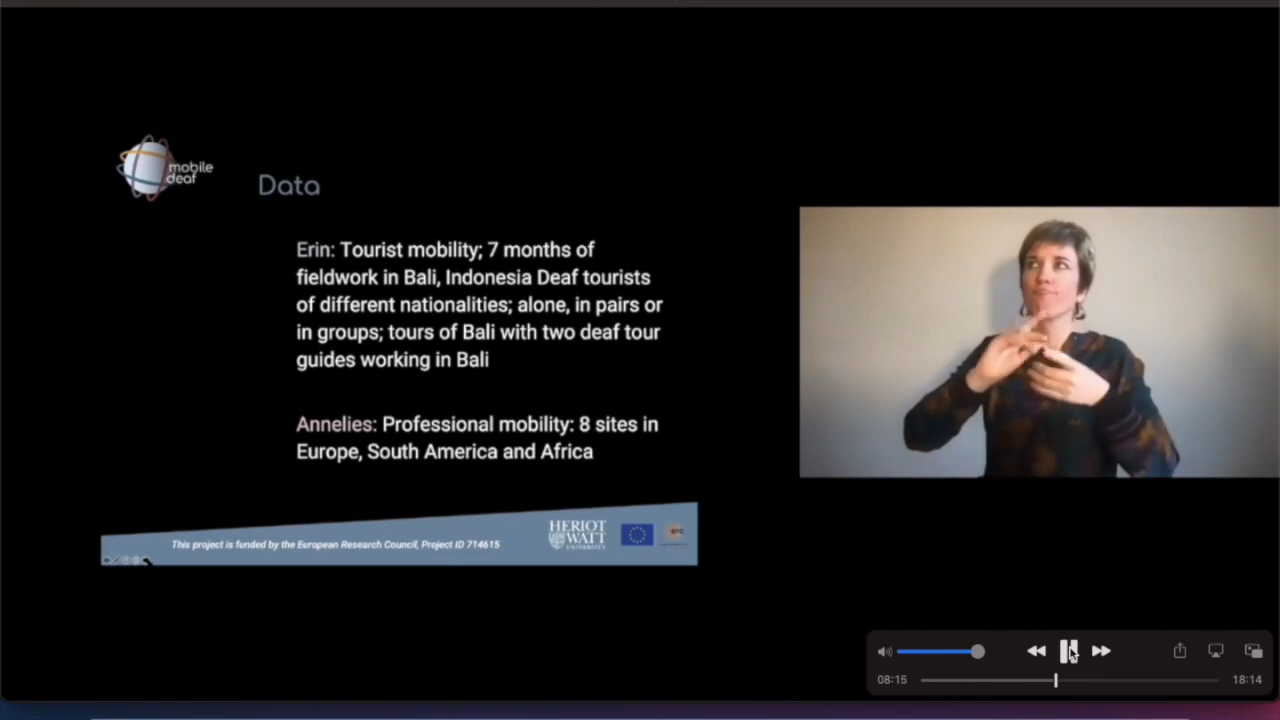 mobile
deaf
Data
Erin: Tourist mobility; 7 months of
fieldwork in Bali, Indonesia Deaf tourists
of different nationalities; alone, in pairs or
in groups; tours of Bali with two deaf tour
guides working in Bali
Annelies: Professional mobility: 8 sites in
Europe, South America and Africa
This project is funded by the European Research Council, Project ID 714615
HERIOT
WATT
UNIVERSITY
erc
08:15
18:14